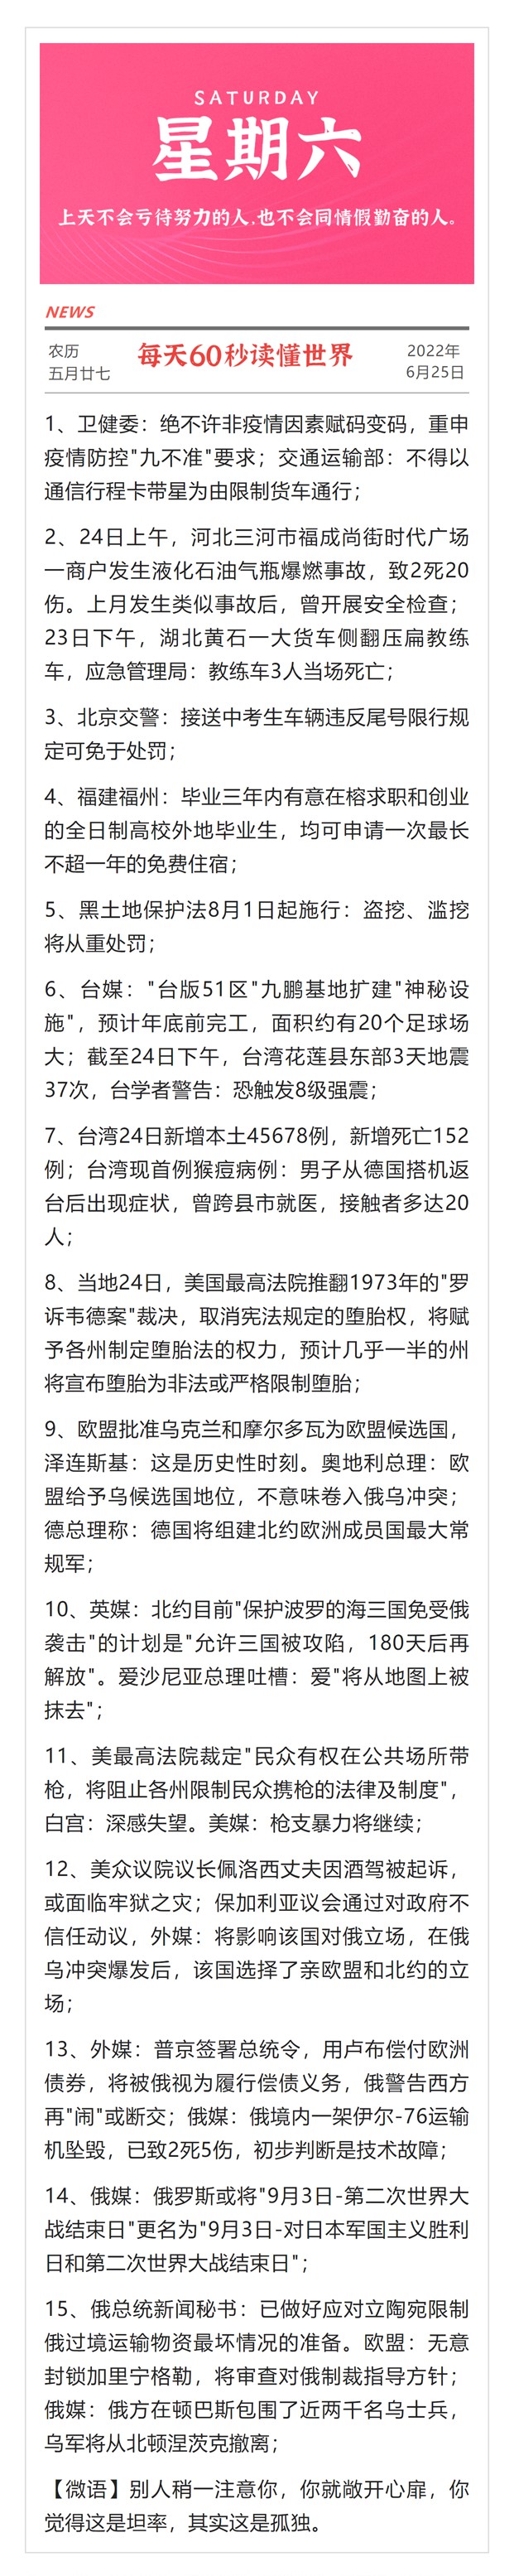 SATURDAY
星期六
上天不会亏待努力的人,也不会同情假勤奋的人。
NEWS
农历
五月廿七
每天60秒读懂世界
2022年
6月25日
1、卫健委：绝不许非疫情因素赋码变码，重申
疫情防控"九不准"要求；交通运输部：不得以
通信行程卡带星为由限制货车通行；
2、24日上午，河北三河市福成尚街时代广场
一商户发生液化石油气瓶爆燃事故，致2死20
伤。上月发生类似事故后，曾开展安全检查；
23日下午，湖北黄石一大货车侧翻压扁教练
车，应急管理局：教练车3人当场死亡；
3、北京交警：接送中考生车辆违反尾号限行规
定可免于处罚；
4、福建福州：毕业三年内有意在榕求职和创业
的全日制高校外地毕业生，均可申请一次最长
不超一年的免费住宿；
5、黑土地保护法8月1日起施行：盗挖、滥挖
将从重处罚；
6、台媒："台版51区"九鹏基地扩建"神秘设
施"，预计年底前完工，面积约有20个足球场
大；截至24日下午，台湾花莲县东部3天地震
37次，台学者警告：恐触发8级强震；
7、台湾24日新增本土45678例，新增死亡152
例；台湾现首例猴痘病例：男子从德国搭机返
台后出现症状，曾跨县市就医，接触者多达20
人；
8、当地24日，美国最高法院推翻1973年的"罗
诉韦德案"裁决，取消宪法规定的堕胎权，将赋
予各州制定堕胎法的权力，预计几乎一半的州
将宣布堕胎为非法或严格限制堕胎；
9、欧盟批准乌克兰和摩尔多瓦为欧盟候选国，
泽连斯基：这是历史性时刻。奥地利总理：欧
盟给予乌候选国地位，不意味卷入俄乌冲突；
德总理称：德国将组建北约欧洲成员国最大常
规军；
10、英媒：北约目前"保护波罗的海三国免受俄
袭击"的计划是"允许三国被攻陷，180天后再
解放"。爱沙尼亚总理吐槽：爱"将从地图上被
抹去"；
11、美最高法院裁定"民众有权在公共场所带
枪，将阻止各州限制民众携枪的法律及制度"，
白宫：深感失望。美媒：枪支暴力将继续；
12、美众议院议长佩洛西丈夫因酒驾被起诉，
或面临牢狱之灾；保加利亚议会通过对政府不
信任动议，外媒：将影响该国对俄立场，在俄
乌冲突爆发后，该国选择了亲欧盟和北约的立
场；
13、外媒：普京签署总统令，用卢布偿付欧洲
债券，将被俄视为履行偿债义务，俄警告西方
再"闹"或断交；俄媒：俄境内一架伊尔-76运输
机坠毁，已致2死5伤，初步判断是技术故障；
14、俄媒：俄罗斯或将"9月3日-第二次世界大
战结束日"更名为"9月3日-对日本军国主义胜利
日和第二次世界大战结束日"；
15、俄总统新闻秘书：已做好应对立陶宛限制
俄过境运输物资最坏情况的准备。欧盟：无意
封锁加里宁格勒，将审查对俄制裁指导方针；
俄媒：俄方在顿巴斯包围了近两千名乌士兵，
乌军将从北顿涅茨克撤离；
【微语】别人稍一注意你，你就敞开心扉，你
觉得这是坦率，其实这是孤独。